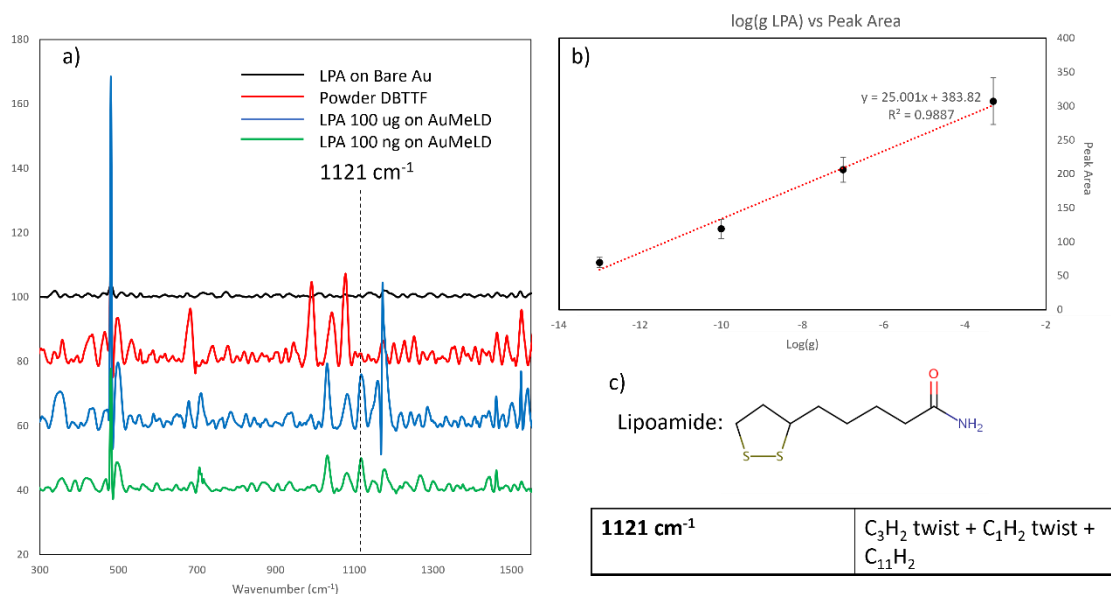 a)
180
160
140
120
100
80
60
40
20
LPA on Bare Au
Powder DBTTF
LPA 100 ug on AuMeLD
LPA 100 ng on AuMeLD
1121 cm⁻¹
300
500
700
900
1100
1300
1500
Wavenumber (cm⁻¹)
log(g LPA) vs Peak Area
b)
y = 25.001x + 383.82
R² = 0.9887
400
350
300
250
200
150
100
50
0
Peak Area
-14
-12
-10
-8
-6
-4
-2
Log(g)
c)
Lipoamide:
S
S
O
NH₂
1121 cm⁻¹
C₃H₂ twist + C₁H₂ twist +
C₁₁H₂